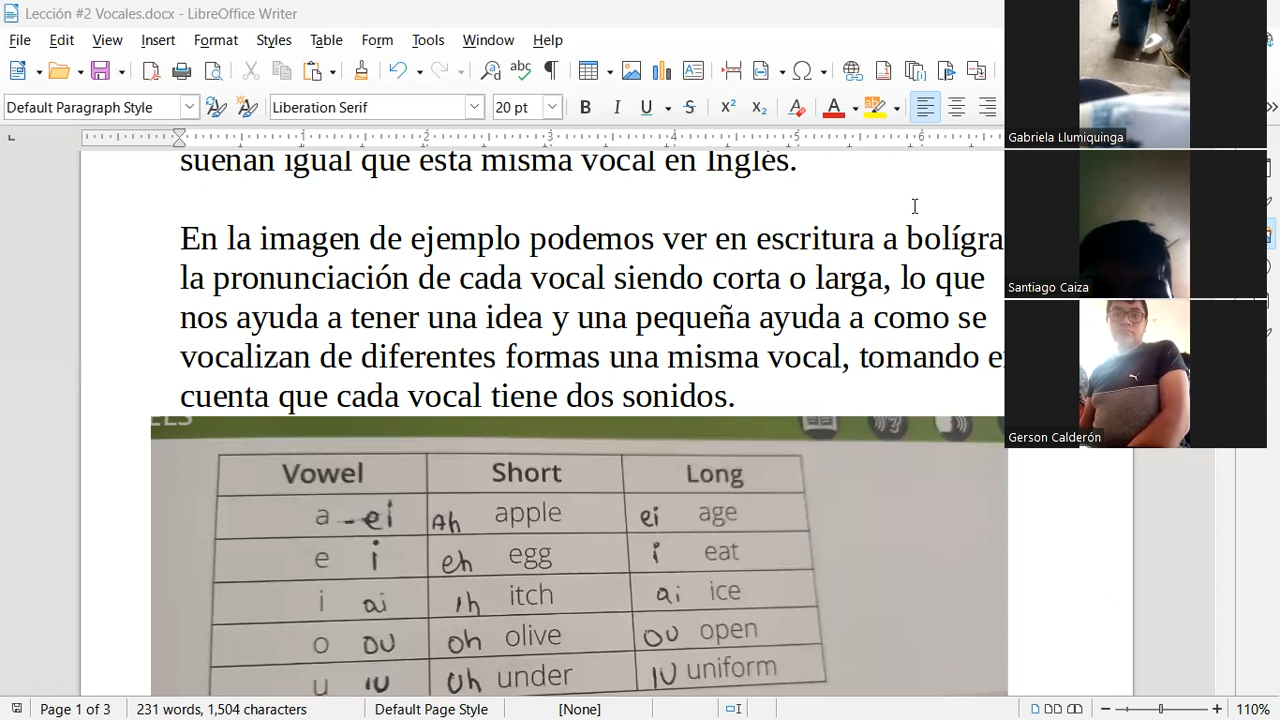 Lección #2 Vocales.docx - LibreOffice Writer
File Edit View Insert Format Styles Table Form Tools Window Help
Default Paragraph Style Liberation Serif 20 pt
1 2 3 4 5 6
suenan igual que esta misma vocal en Inglés.
En la imagen de ejemplo podemos ver en escritura a bolígra
la pronunciación de cada vocal siendo corta o larga, lo que
nos ayuda a tener una idea y una pequeña ayuda a como se
vocalizan de diferentes formas una misma vocal, tomando e
cuenta que cada vocal tiene dos sonidos.
Vowel Short Long
a - ei Ah apple ei age
e i eh egg i eat
i ai ih itch ai ice
o ou oh olive ou open
u iu uh under iu uniform
Gabriela Llumiquinga
Santiago Caiza
Gerson Calderón
Page 1 of 3 231 words, 1,504 characters Default Page Style [None] 110%